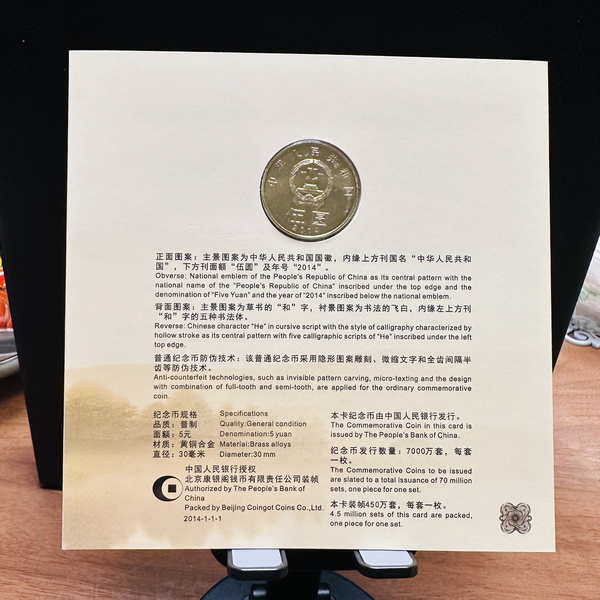 中华人民共和国
伍圆
2014
正面图案：主景图案为中华人民共和国国徽，内缘上方刊国名“中华人民共和
国”，下方刊面额“伍圆”及年号“2014”。
Obverse: National emblem of the People's Republic of China as its central pattern with the
national name of the "People's Republic of China" inscribed under the top edge and the
denomination of "Five Yuan" and the year of "2014" inscribed below the national emblem.
背面图案：主景图案为草书的“和”字，衬景图案为书法的飞白，内缘左上方刊
“和”字的五种书法体。
Reverse: Chinese character "He" in cursive script with the style of calligraphy characterized by
hollow stroke as its central pattern with five calligraphic scripts of "He" inscribed under the left
top edge.
普通纪念币防伪技术：该普通纪念币采用隐形图案雕刻、微缩文字和全齿间隔半
齿等防伪技术。
Anti-counterfeit technologies, such as invisible pattern carving, micro-texting and the design
with combination of full-tooth and semi-tooth, are applied for the ordinary commemorative
coin.
纪念币规格 Specifications
品质：普制 Quality:General condition
面额：5元 Denomination:5 yuan
材质：黄铜合金 Material:Brass alloys
直径：30毫米 Diameter:30 mm
中国人民银行授权
北京康银阁钱币有限责任公司装帧
Authorized by The People's Bank of
China
Packed by Beijing Coingot Coins Co.,Ltd.
2014-1-1-1
本卡纪念币由中国人民银行发行。
The Commemorative Coin in this card is
issued by The People's Bank of China.
纪念币发行数量：7000万套，每套
一枚。
The Commemorative Coins to be issued
are slated to a total issuance of 70 million
sets, one piece for one set.
本卡装帧450万套，每套一枚。
4.5 million sets of this card are packed,
one piece for one set.